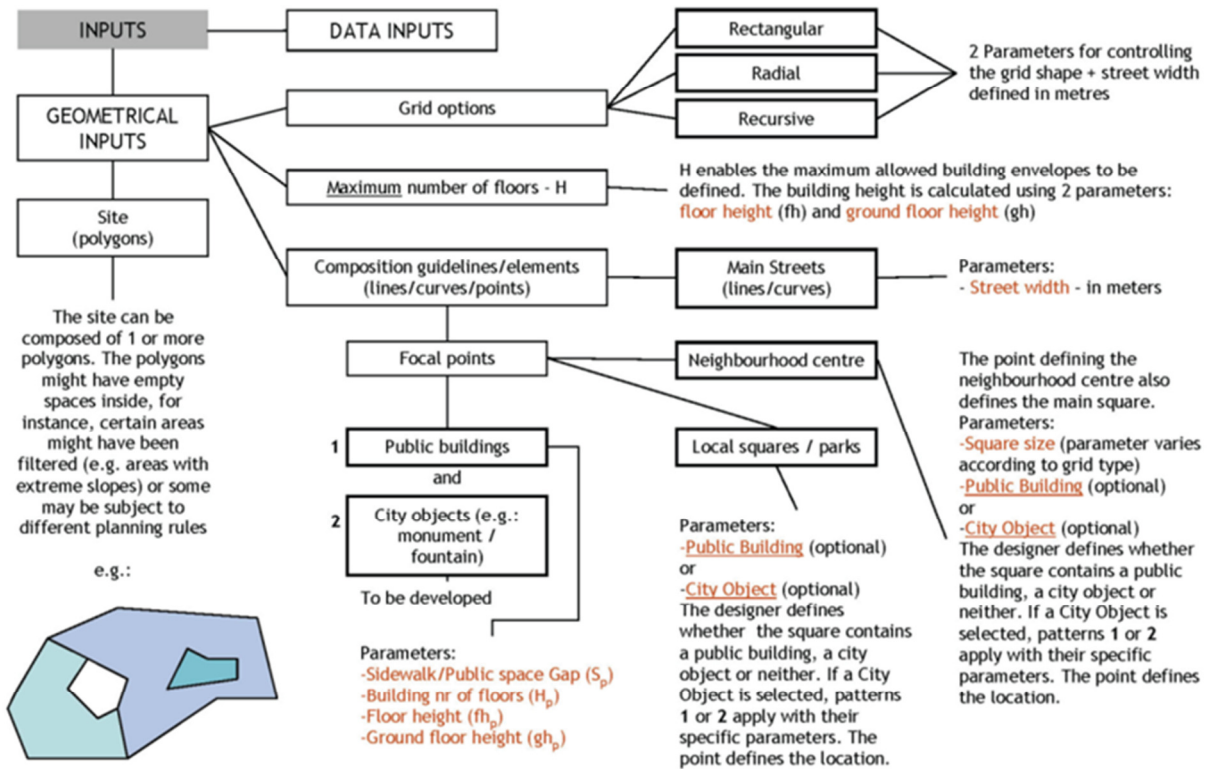 INPUTS
DATA INPUTS
GEOMETRICAL
INPUTS
Grid options
Rectangular
Radial
Recursive
2 Parameters for controlling
the grid shape + street width
defined in metres
Maximum number of floors - H
H enables the maximum allowed building envelopes to be
defined. The building height is calculated using 2 parameters:
floor height (fh) and ground floor height (gh)
Site
(polygons)
The site can be
composed of 1 or more
polygons. The polygons
might have empty
spaces inside, for
instance, certain areas
might have been
filtered (e.g. areas with
extreme slopes) or some
may be subject to
different planning rules
e.g.:
Composition guidelines/elements
(lines/curves/points)
Main Streets
(lines/curves)
Parameters:
- Street width - in meters
Focal points
Neighbourhood centre
Local squares / parks
1
Public buildings
and
2
City objects (e.g.:
monument /
fountain)
To be developed
Parameters:
-Sidewalk/Public space Gap (Sp)
-Building nr of floors (Hp)
-Floor height (fhp)
-Ground floor height (ghp)
Parameters:
-Public Building (optional)
or
-City Object (optional)
The designer defines
whether the square contains
a public building, a city
object or neither. If a City
Object is selected, patterns
1 or 2 apply with their
specific parameters. The
point defines the location.
The point defining the
neighbourhood centre also
defines the main square.
Parameters:
-Square size (parameter varies
according to grid type)
-Public Building (optional)
or
-City Object (optional)
The designer defines whether
the square contains a public
building, a city object or
neither. If a City Object is
selected, patterns 1 or 2
apply with their specific
parameters. The point defines
the location.